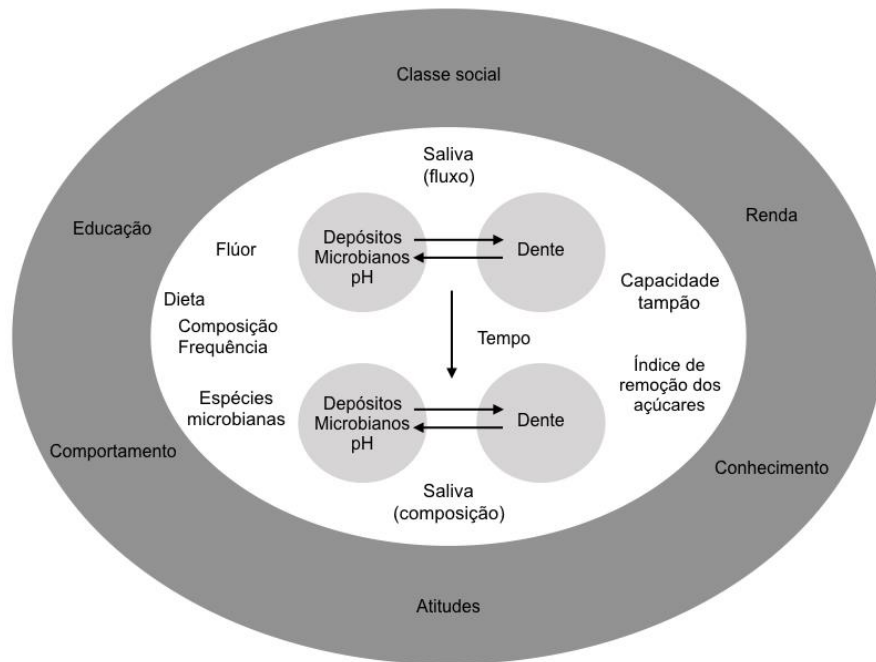 Classe social
Saliva
(fluxo)
Educação
Renda
Flúor
Depósitos
Microbianos
pH
Dente
Capacidade
tampão
Dieta
Composição
Frequência
Tempo
Índice de
remoção dos
açúcares
Espécies
microbianas
Depósitos
Microbianos
pH
Dente
Comportamento
Conhecimento
Saliva
(composição)
Atitudes